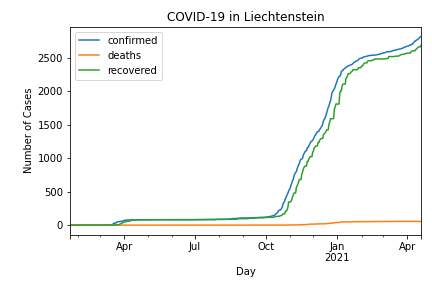 COVID-19 in Liechtenstein
confirmed
deaths
recovered
Number of Cases
2500
2000
1500
1000
500
0
Apr
Jul
Oct
Jan
2021
Apr
Day